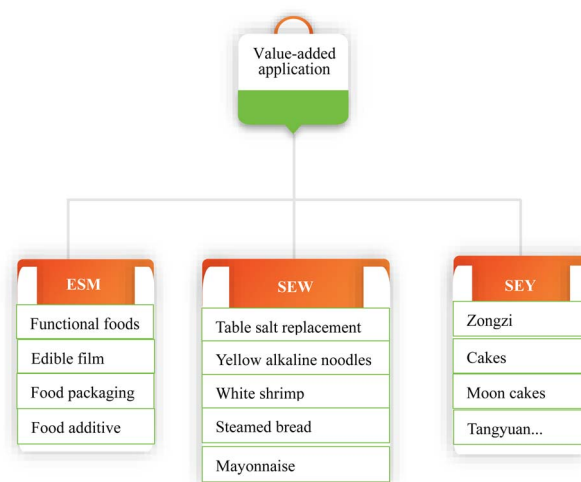 Value-added
application
ESM
Functional foods
Edible film
Food packaging
Food additive
SEW
Table salt replacement
Yellow alkaline noodles
White shrimp
Steamed bread
Mayonnaise
SEY
Zongzi
Cakes
Moon cakes
Tangyuan...